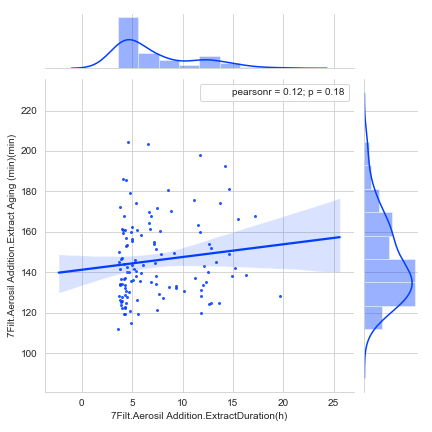 pearsonr = 0.12; p = 0.18
220
200
180
160
140
120
100
7Filt.Aerosil Addition.Extract Aging (min)(min)
0 5 10 15 20 25
7Filt.Aerosil Addition.ExtractDuration(h)